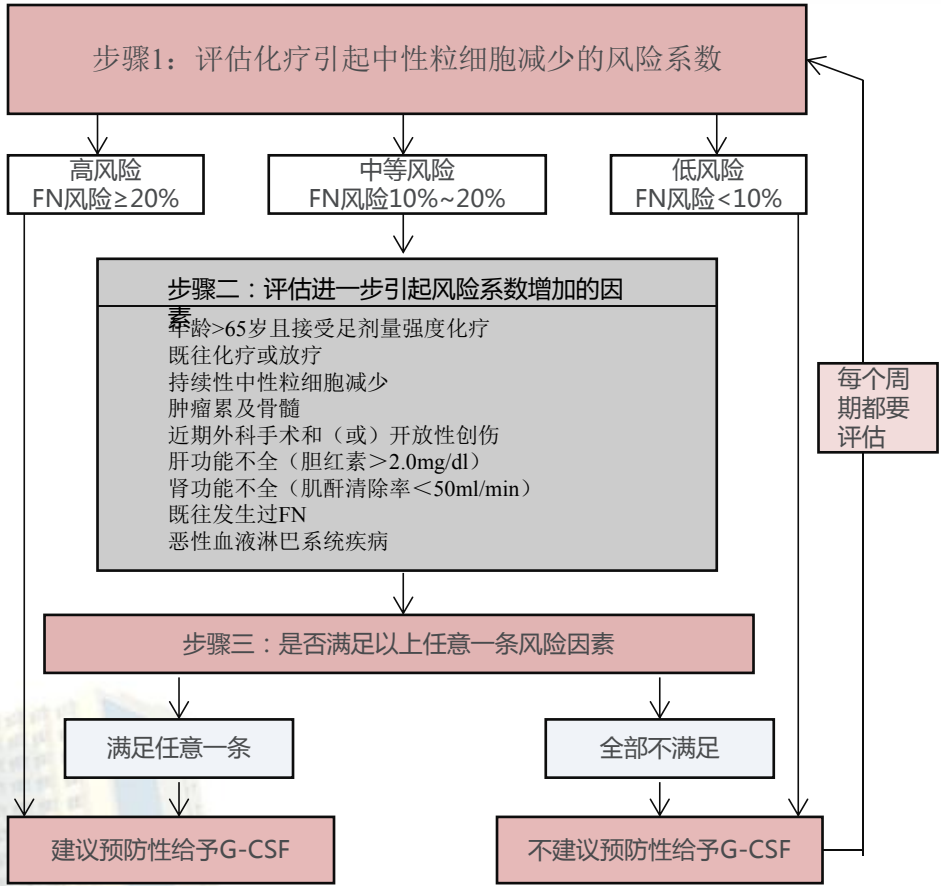 步骤1：评估化疗引起中性粒细胞减少的风险系数
高风险
FN风险≥20%
中等风险
FN风险10%~20%
低风险
FN风险<10%
步骤二：评估进一步引起风险系数增加的因
素
年龄>65岁且接受足剂量强度化疗
既往化疗或放疗
持续性中性粒细胞减少
肿瘤累及骨髓
近期外科手术和（或）开放性创伤
肝功能不全（胆红素＞2.0mg/dl）
肾功能不全（肌酐清除率＜50ml/min）
既往发生过FN
恶性血液淋巴系统疾病
每个周
期都要
评估
步骤三：是否满足以上任意一条风险因素
满足任意一条
全部不满足
建议预防性给予G-CSF
不建议预防性给予G-CSF